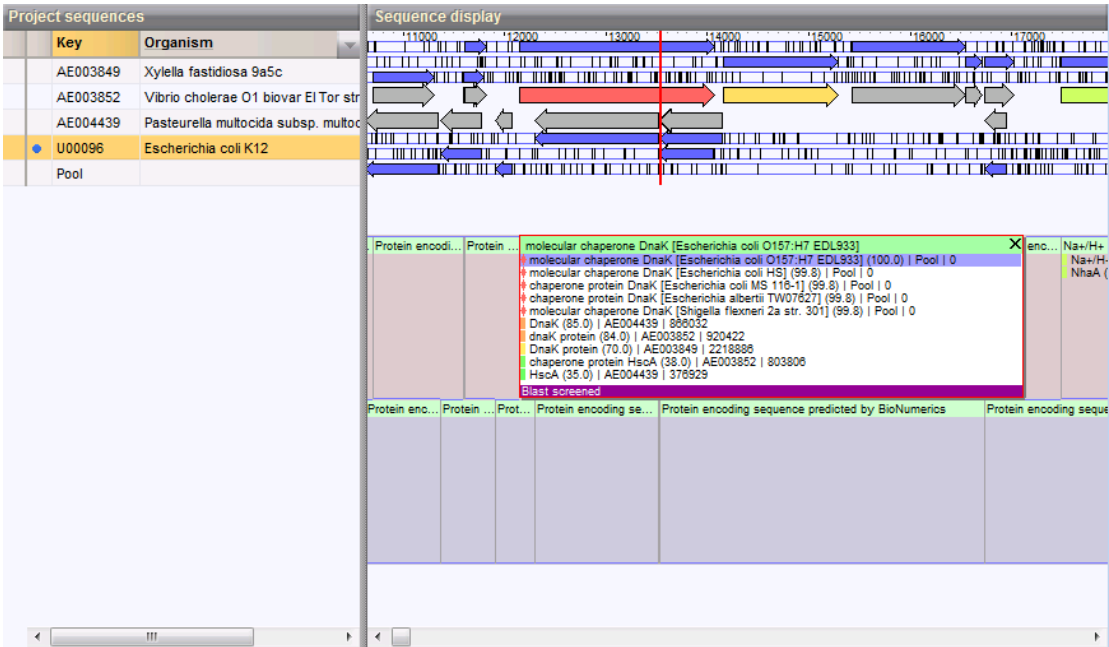 Project sequences
Key Organism
AE003849 Xylella fastidiosa 9a5c
AE003852 Vibrio cholerae O1 biovar El Tor str
AE004439 Pasteurella multocida subsp. multoc
U00096 Escherichia coli K12
Pool
Sequence display
11000 12000 13000 14000 15000 16000 17000
Protein encodi... Protein ... molecular chaperone DnaK [Escherichia coli O157:H7 EDL933] X enc... Na+/H+
molecular chaperone DnaK [Escherichia coli O157:H7 EDL933] (100.0) | Pool | 0 Na+/H-
molecular chaperone DnaK [Escherichia coli HS] (99.8) | Pool | 0 NhaA (
chaperone protein DnaK [Escherichia coli MS 116-1] (99.8) | Pool | 0
chaperone protein DnaK [Escherichia albertii TW07627] (99.8) | Pool | 0
molecular chaperone DnaK [Shigella flexneri 2a str. 301] (99.8) | Pool | 0
DnaK (85.0) | AE004439 | 866032
dnaK protein (84.0) | AE003852 | 920422
DnaK protein (70.0) | AE003849 | 2218886
chaperone protein HscA (38.0) | AE003852 | 803806
HscA (35.0) | AE004439 | 376929
Blast screened
Protein enc... Protein ... Prot... Protein encoding se... Protein encoding sequence predicted by BioNumerics Protein encoding seque